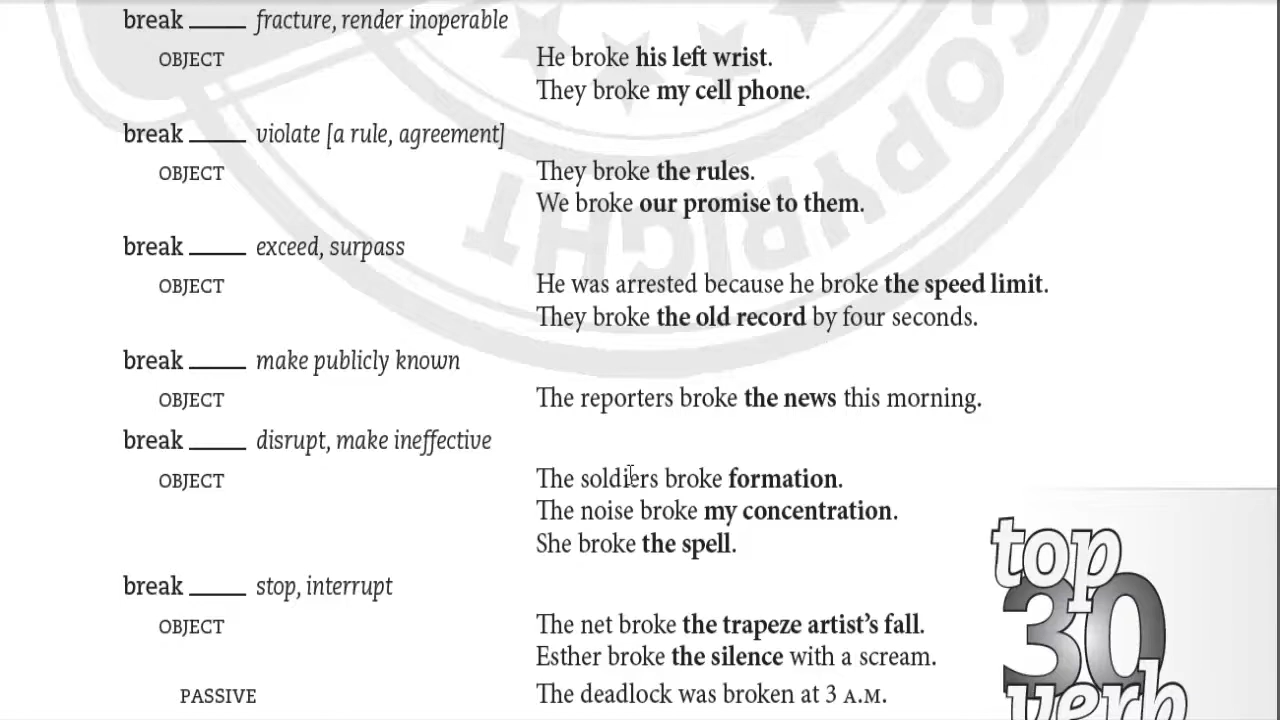 break _____ fracture, render inoperable
OBJECT He broke his left wrist.
They broke my cell phone.
break _____ violate [a rule, agreement]
OBJECT They broke the rules.
We broke our promise to them.
break _____ exceed, surpass
OBJECT He was arrested because he broke the speed limit.
They broke the old record by four seconds.
break _____ make publicly known
OBJECT The reporters broke the news this morning.
break _____ disrupt, make ineffective
OBJECT The soldiers broke formation.
The noise broke my concentration.
She broke the spell.
break _____ stop, interrupt
OBJECT The net broke the trapeze artist’s fall.
Esther broke the silence with a scream.
PASSIVE The deadlock was broken at 3 A.M.
top
30
verb
COPYRIGHT